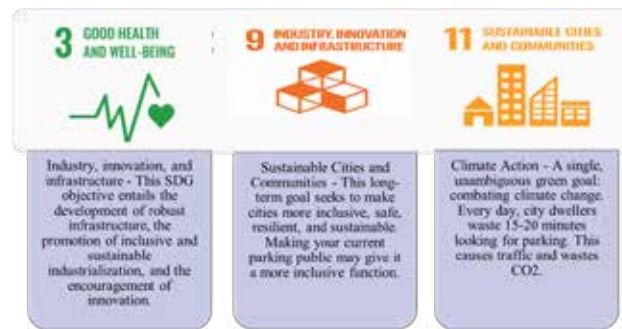 3 GOOD HEALTH
AND WELL-BEING
9 INDUSTRY, INNOVATION
AND INFRASTRUCTURE
11 SUSTAINABLE CITIES
AND COMMUNITIES
Industry, innovation, and
infrastructure - This SDG
objective entails the
development of robust
infrastructure, the
promotion of inclusive and
sustainable
industrialization, and the
encouragement of
innovation.
Sustainable Cities and
Communities - This long-
term goal seeks to make
cities more inclusive, safe,
resilient, and sustainable.
Making your current
parking public may give it
a more inclusive function.
Climate Action - A single,
unambiguous green goal:
combating climate change.
Every day, city dwellers
waste 15-20 minutes
looking for parking. This
causes traffic and wastes
CO2.